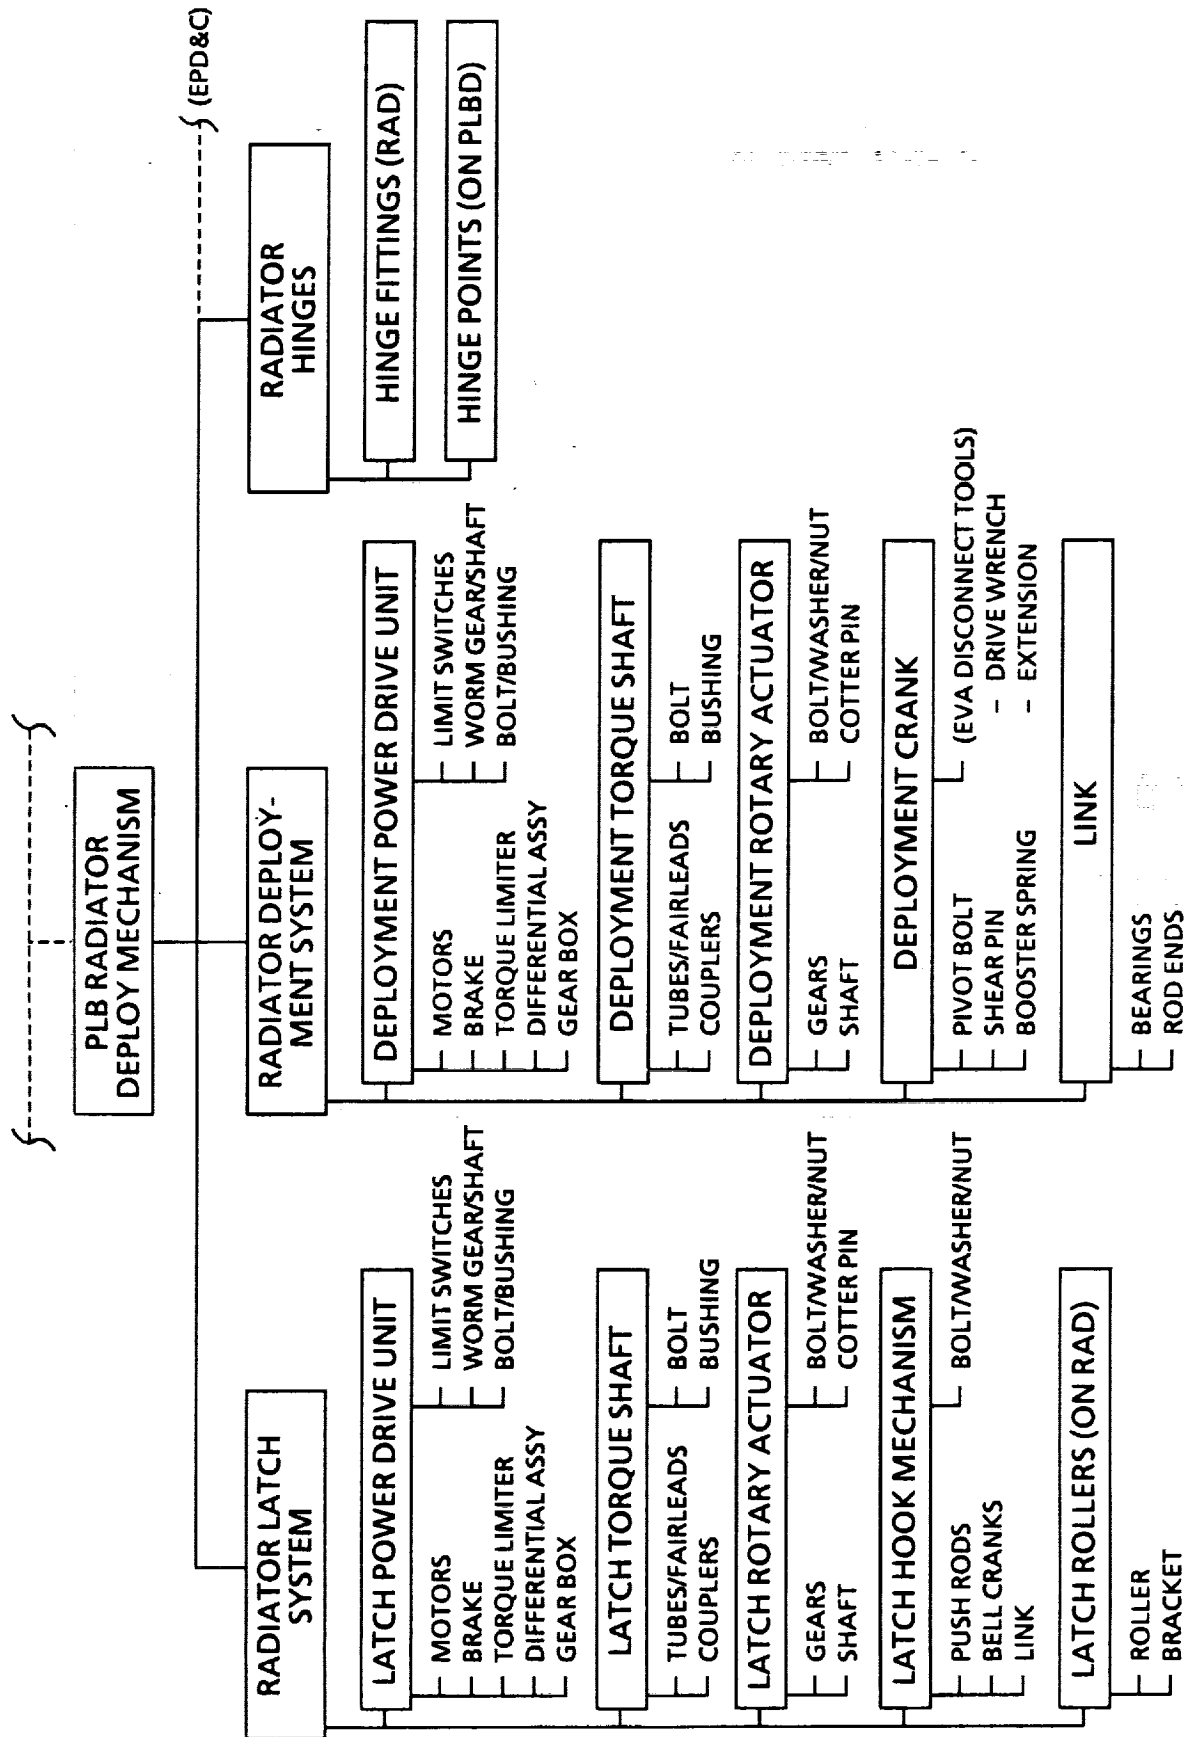 (EPD&C)
PLB RADIATOR
DEPLOY MECHANISM
RADIATOR LATCH
SYSTEM
LATCH POWER DRIVE UNIT
MOTORS
BRAKE
TORQUE LIMITER
DIFFERENTIAL ASSY
GEAR BOX
LIMIT SWITCHES
WORM GEAR/SHAFT
BOLT/BUSHING
LATCH TORQUE SHAFT
TUBES/FAIRLEADS
COUPLERS
BOLT
BUSHING
LATCH ROTARY ACTUATOR
GEARS
SHAFT
BOLT/WASHER/NUT
COTTER PIN
LATCH HOOK MECHANISM
PUSH RODS
BELL CRANKS
LINK
BOLT/WASHER/NUT
LATCH ROLLERS (ON RAD)
ROLLER
BRACKET
RADIATOR DEPLOY-
MENT SYSTEM
DEPLOYMENT POWER DRIVE UNIT
MOTORS
BRAKE
TORQUE LIMITER
DIFFERENTIAL ASSY
GEAR BOX
LIMIT SWITCHES
WORM GEAR/SHAFT
BOLT/BUSHING
DEPLOYMENT TORQUE SHAFT
TUBES/FAIRLEADS
COUPLERS
BOLT
BUSHING
DEPLOYMENT ROTARY ACTUATOR
GEARS
SHAFT
BOLT/WASHER/NUT
COTTER PIN
DEPLOYMENT CRANK
PIVOT BOLT
SHEAR PIN
BOOSTER SPRING
(EVA DISCONNECT TOOLS)
– DRIVE WRENCH
– EXTENSION
LINK
BEARINGS
ROD ENDS
RADIATOR
HINGES
HINGE FITTINGS (RAD)
HINGE POINTS (ON PLBD)